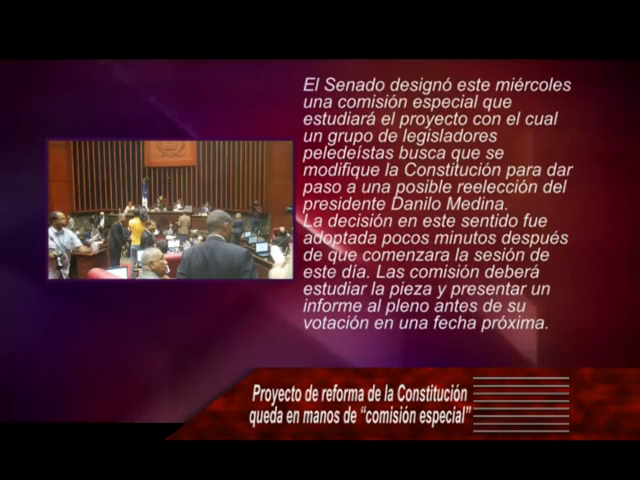 El Senado designó este miércoles
una comisión especial que
estudiará el proyecto con el cual
un grupo de legisladores
peledeístas busca que se
modifique la Constitución para dar
paso a una posible reelección del
presidente Danilo Medina.
La decisión en este sentido fue
adoptada pocos minutos después
de que comenzara la sesión de
este día. Las comisión deberá
estudiar la pieza y presentar un
informe al pleno antes de su
votación en una fecha próxima.
Proyecto de reforma de la Constitución
queda en manos de “comisión especial”